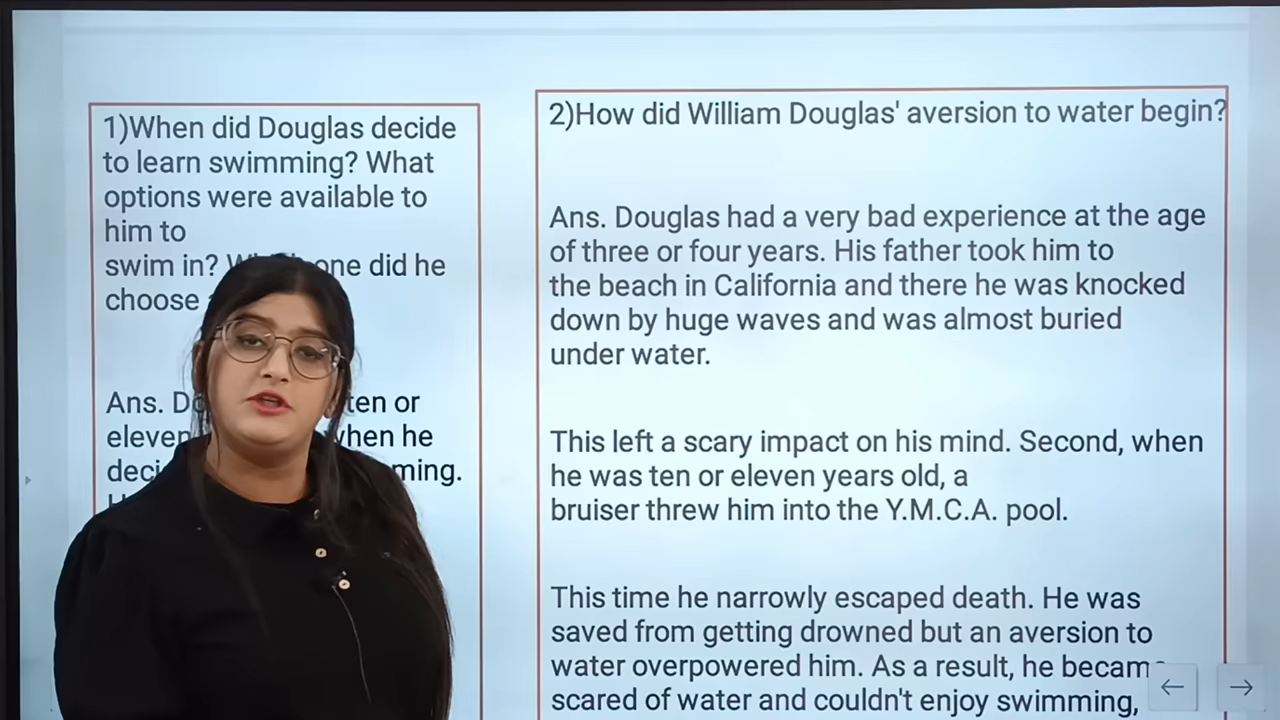 1)When did Douglas decide
to learn swimming? What
options were available to
him to
swim in? one did he
choose
Ans. ten or
eleven when he
ming.
2)How did William Douglas' aversion to water begin?
Ans. Douglas had a very bad experience at the age
of three or four years. His father took him to
the beach in California and there he was knocked
down by huge waves and was almost buried
under water.
This left a scary impact on his mind. Second, when
he was ten or eleven years old, a
bruiser threw him into the Y.M.C.A. pool.
This time he narrowly escaped death. He was
saved from getting drowned but an aversion to
water overpowered him. As a result, he becam
scared of water and couldn't enjoy swimming,